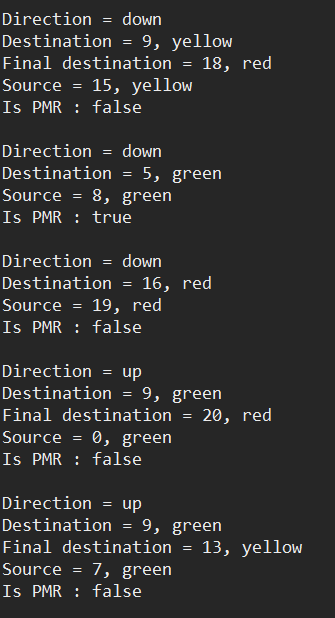 Direction = down
Destination = 9, yellow
Final destination = 18, red
Source = 15, yellow
Is PMR : false
Direction = down
Destination = 5, green
Source = 8, green
Is PMR : true
Direction = down
Destination = 16, red
Source = 19, red
Is PMR : false
Direction = up
Destination = 9, green
Final destination = 20, red
Source = 0, green
Is PMR : false
Direction = up
Destination = 9, green
Final destination = 13, yellow
Source = 7, green
Is PMR : false